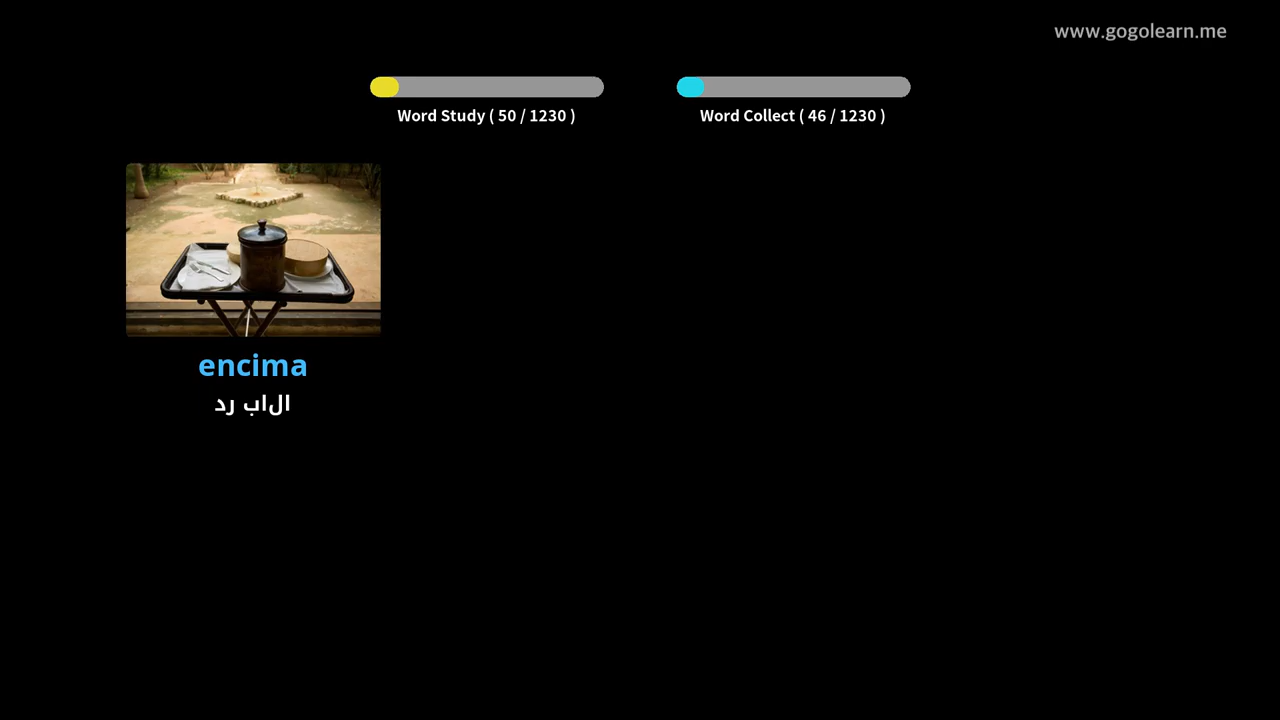 www.gogolearn.me
Word Study ( 50 / 1230 )
Word Collect ( 46 / 1230 )
encima
الاب رد